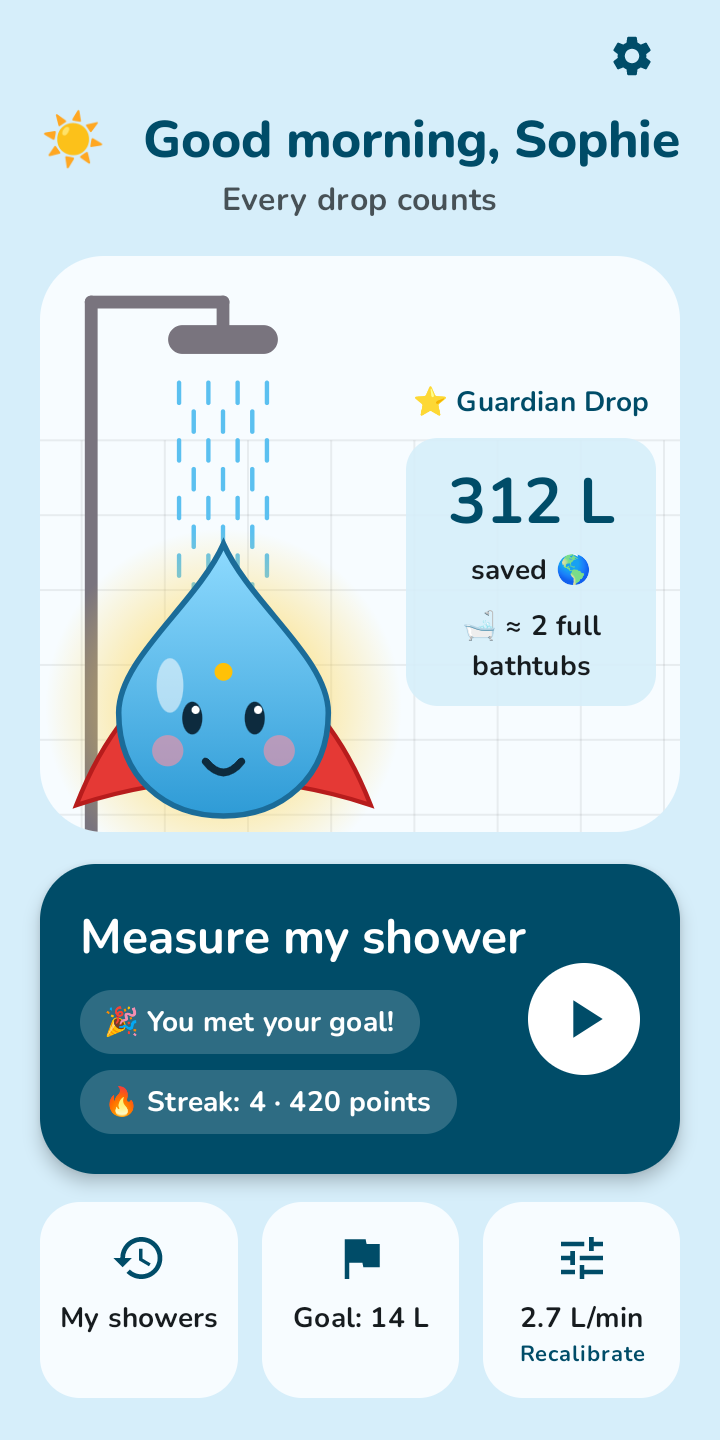 ☀️ Good morning, Sophie
Every drop counts
⭐ Guardian Drop
312 L
saved 🌎
🛁 ≈ 2 full
bathtubs
Measure my shower
🎉 You met your goal!
🔥 Streak: 4 · 420 points
My showers
Goal: 14 L
2.7 L/min
Recalibrate